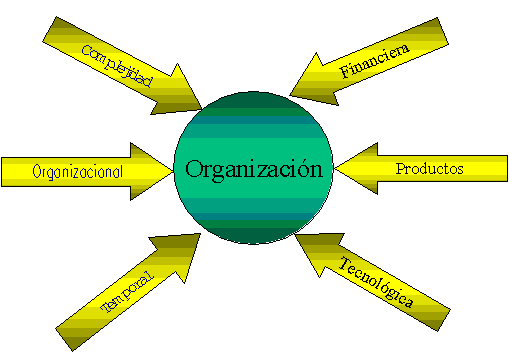 Complejidad
Financiera
Organizacional
Organización
Productos
Temporal
Tecnológica